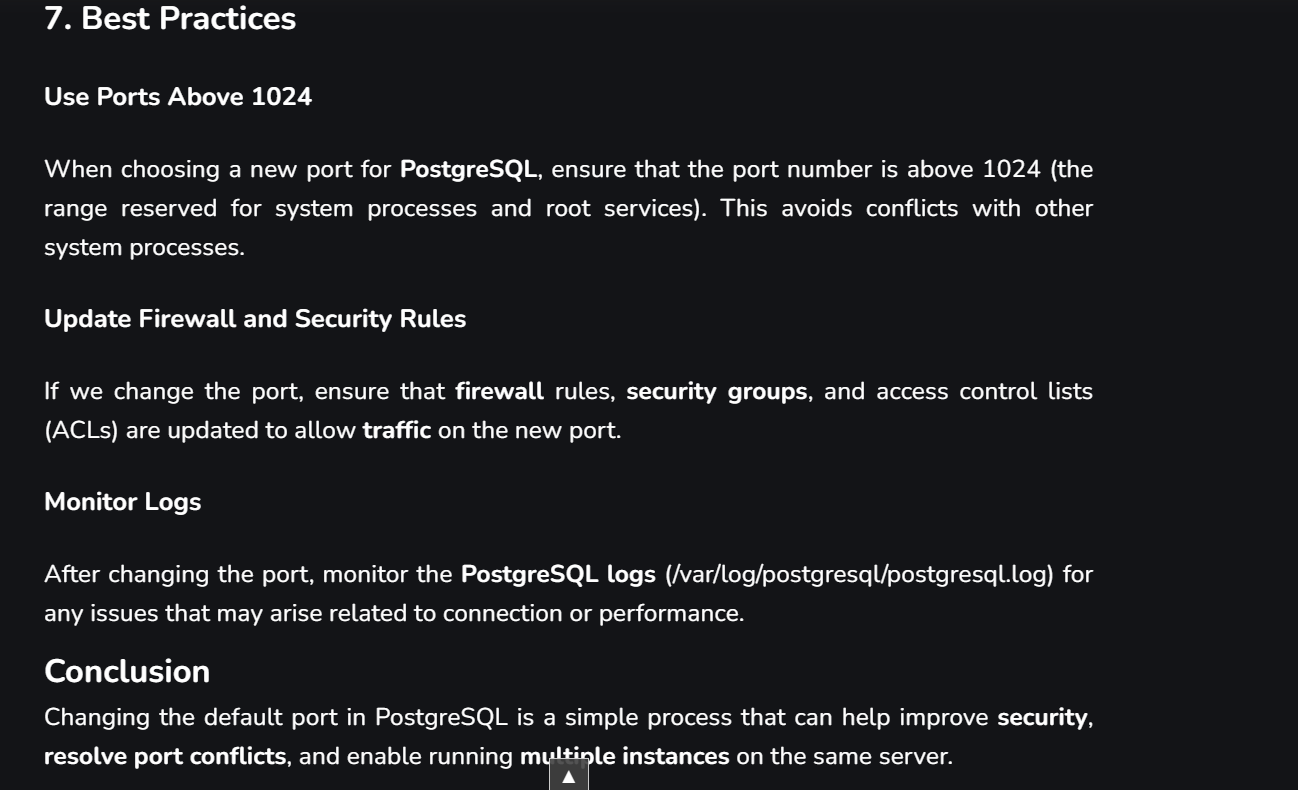 7. Best Practices
Use Ports Above 1024
When choosing a new port for PostgreSQL, ensure that the port number is above 1024 (the
range reserved for system processes and root services). This avoids conflicts with other
system processes.
Update Firewall and Security Rules
If we change the port, ensure that firewall rules, security groups, and access control lists
(ACLs) are updated to allow traffic on the new port.
Monitor Logs
After changing the port, monitor the PostgreSQL logs (/var/log/postgresql/postgresql.log) for
any issues that may arise related to connection or performance.
Conclusion
Changing the default port in PostgreSQL is a simple process that can help improve security,
resolve port conflicts, and enable running multiple instances on the same server.